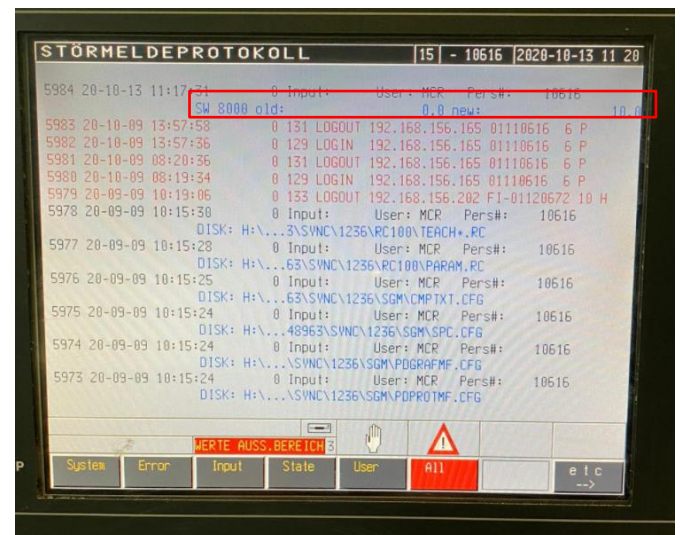 STÖRMELDEPROTOKOLL 15 - 10616 2020-10-13 11 20
5984 20-10-13 11:17:31 0 Input: User: MCR Pers#: 10616
SW 8000 old: 0.0 new: 10.0
5983 20-10-09 13:57:58 0 131 LOGOUT 192.168.156.165 01110616 6 P
5982 20-10-09 13:57:36 0 129 LOGIN 192.168.156.165 01110616 6 P
5981 20-10-09 08:20:36 0 131 LOGOUT 192.168.156.165 01110616 6 P
5980 20-10-09 08:19:34 0 129 LOGIN 192.168.156.165 01110616 6 P
5979 20-09-09 10:19:06 0 133 LOGOUT 192.168.156.202 FI-01120672 10 H
5978 20-09-09 10:15:30 0 Input: User: MCR Pers#: 10616
DISK: H:\...3\SYNC\1236\RC100\TEACH*.RC
5977 20-09-09 10:15:28 0 Input: User: MCR Pers#: 10616
DISK: H:\...63\SYNC\1236\RC100\PARAM.RC
5976 20-09-09 10:15:25 0 Input: User: MCR Pers#: 10616
DISK: H:\...63\SYNC\1236\SGM\CMPTXT.CFG
5975 20-09-09 10:15:24 0 Input: User: MCR Pers#: 10616
DISK: H:\...48963\SYNC\1236\SGM\SPC.CFG
5974 20-09-09 10:15:24 0 Input: User: MCR Pers#: 10616
DISK: H:\...\SYNC\1236\SGM\PDGRAFMF.CFG
5973 20-09-09 10:15:24 0 Input: User: MCR Pers#: 10616
DISK: H:\...\SYNC\1236\SGM\PDPROTMF.CFG
WERTE AUSS.BEREICH 3
System Error Input State User All etc
-->
P